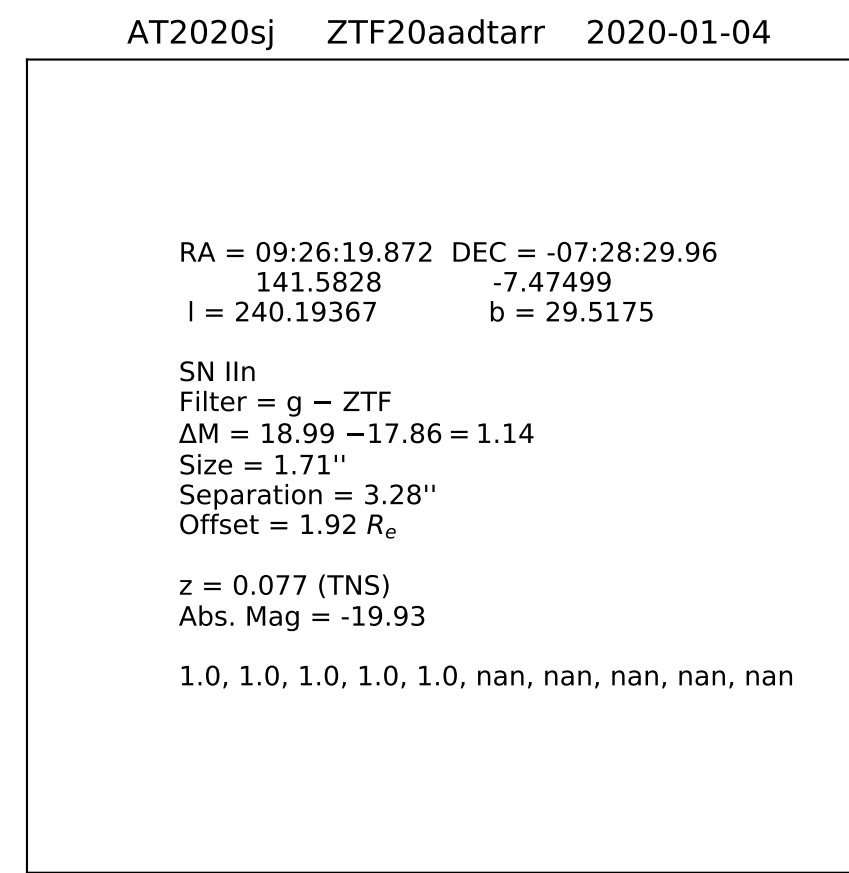 AT2020sj ZTF20aadtarr 2020-01-04
RA = 09:26:19.872 DEC = -07:28:29.96
141.5828 -7.47499
l = 240.19367 b = 29.5175
SN IIn
Filter = g − ZTF
ΔM = 18.99 −17.86 = 1.14
Size = 1.71''
Separation = 3.28''
Offset = 1.92 Rₑ
z = 0.077 (TNS)
Abs. Mag = -19.93
1.0, 1.0, 1.0, 1.0, 1.0, nan, nan, nan, nan, nan